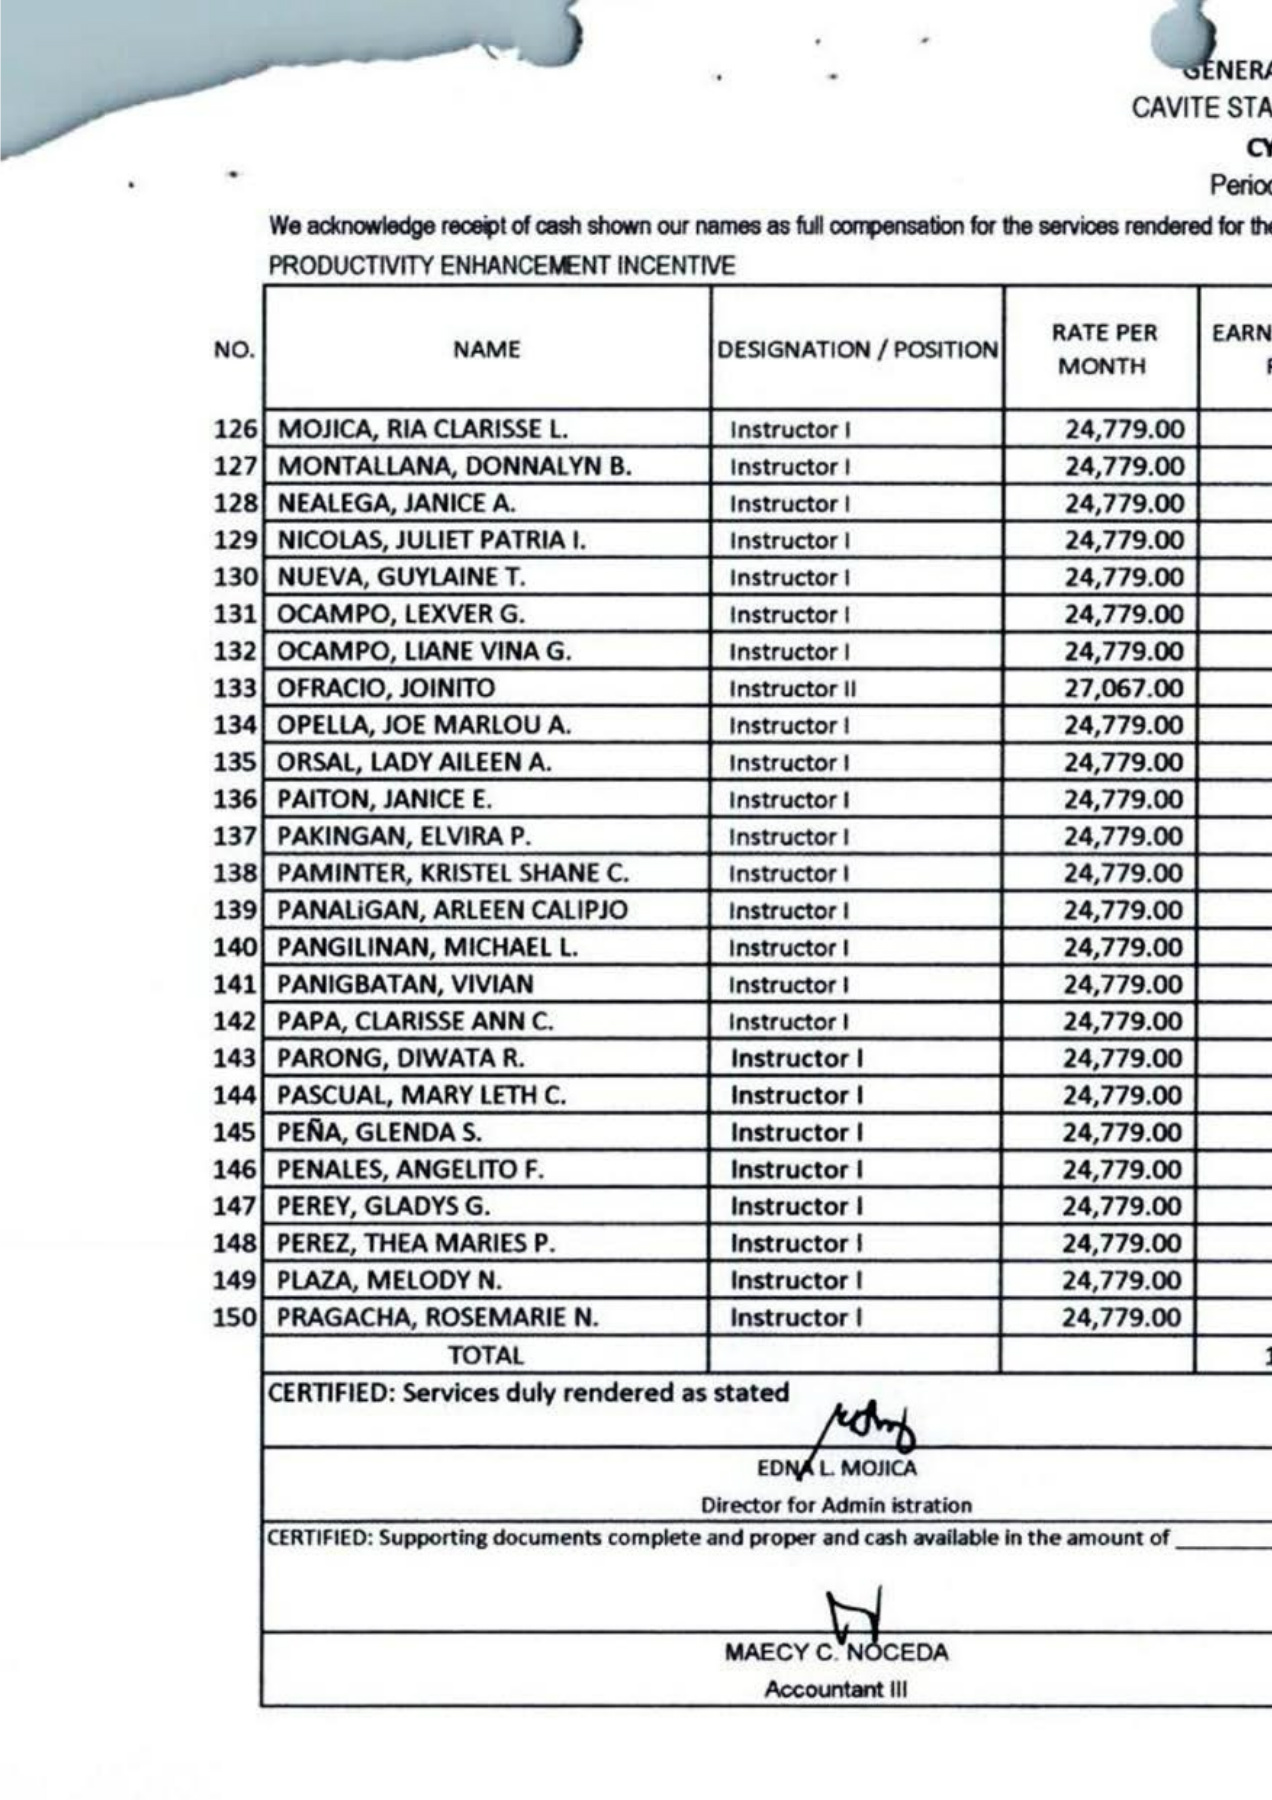 GENERA
CAVITE STA
CY
Period
We acknowledge receipt of cash shown our names as full compensation for the services rendered for the
PRODUCTIVITY ENHANCEMENT INCENTIVE
NO. NAME DESIGNATION / POSITION RATE PER MONTH EARN
126 MOJICA, RIA CLARISSE L. Instructor I 24,779.00
127 MONTALLANA, DONNALYN B. Instructor I 24,779.00
128 NEALEGA, JANICE A. Instructor I 24,779.00
129 NICOLAS, JULIET PATRIA I. Instructor I 24,779.00
130 NUEVA, GUYLAINE T. Instructor I 24,779.00
131 OCAMPO, LEXVER G. Instructor I 24,779.00
132 OCAMPO, LIANE VINA G. Instructor I 24,779.00
133 OFRACIO, JOINITO Instructor II 27,067.00
134 OPELLA, JOE MARLOU A. Instructor I 24,779.00
135 ORSAL, LADY AILEEN A. Instructor I 24,779.00
136 PAITON, JANICE E. Instructor I 24,779.00
137 PAKINGAN, ELVIRA P. Instructor I 24,779.00
138 PAMINTER, KRISTEL SHANE C. Instructor I 24,779.00
139 PANALiGAN, ARLEEN CALIPJO Instructor I 24,779.00
140 PANGILINAN, MICHAEL L. Instructor I 24,779.00
141 PANIGBATAN, VIVIAN Instructor I 24,779.00
142 PAPA, CLARISSE ANN C. Instructor I 24,779.00
143 PARONG, DIWATA R. Instructor I 24,779.00
144 PASCUAL, MARY LETH C. Instructor I 24,779.00
145 PEÑA, GLENDA S. Instructor I 24,779.00
146 PENALES, ANGELITO F. Instructor I 24,779.00
147 PEREY, GLADYS G. Instructor I 24,779.00
148 PEREZ, THEA MARIES P. Instructor I 24,779.00
149 PLAZA, MELODY N. Instructor I 24,779.00
150 PRAGACHA, ROSEMARIE N. Instructor I 24,779.00
TOTAL 1
CERTIFIED: Services duly rendered as stated
EDNA L. MOJICA
Director for Admin istration
CERTIFIED: Supporting documents complete and proper and cash available in the amount of
MAECY C. NOCEDA
Accountant III